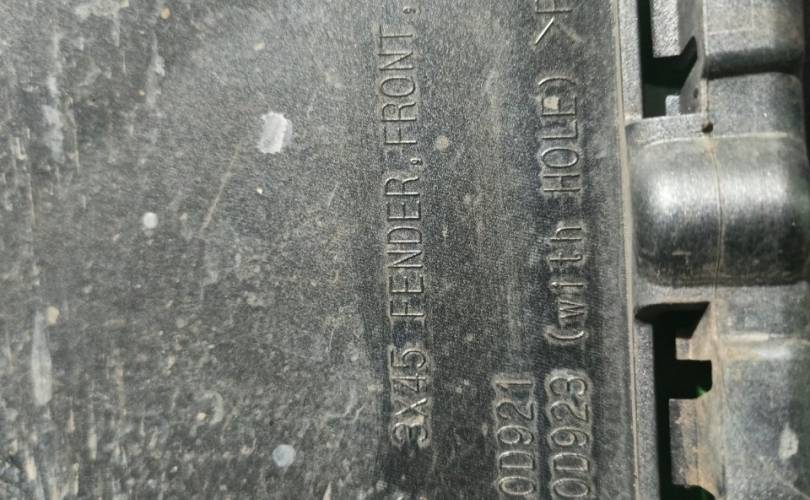 3X45 FENDER,FRONT,
0D921
0D923 (with HOLE) >P